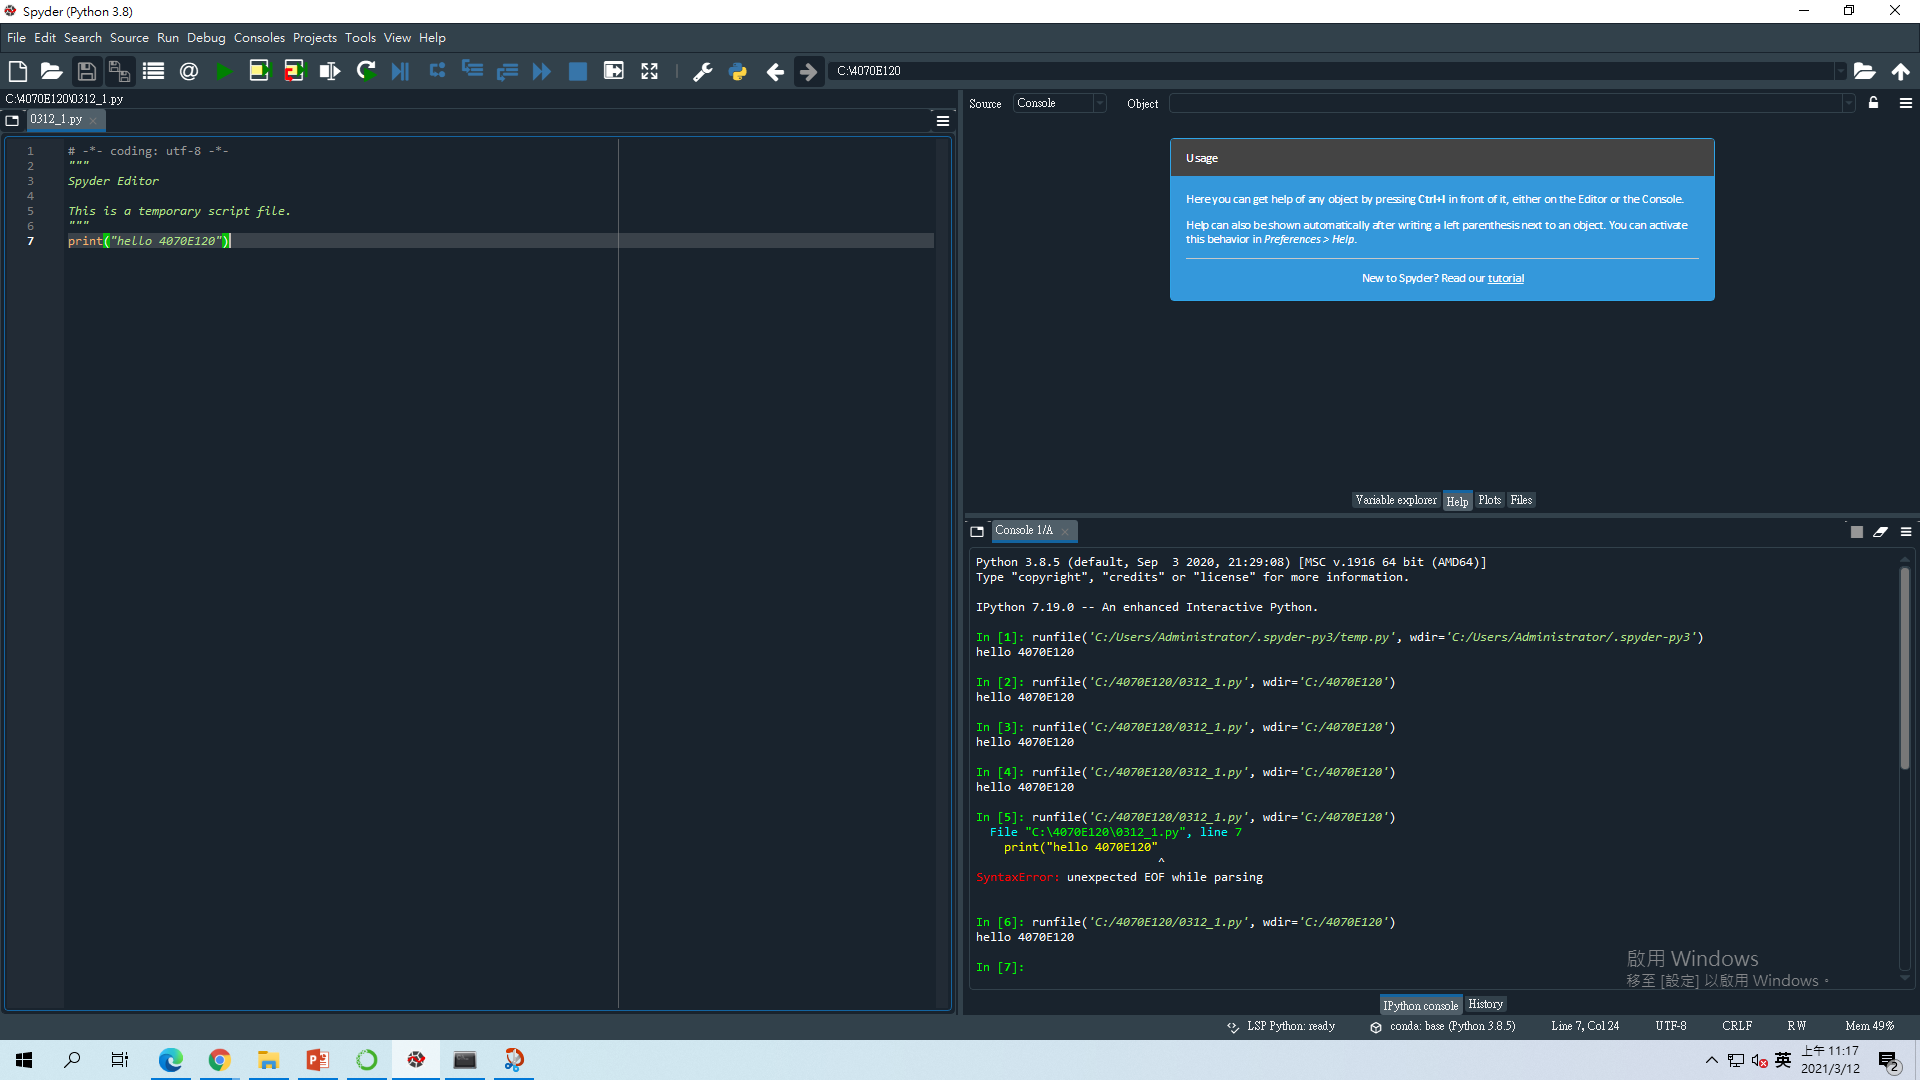 Spyder (Python 3.8)
File Edit Search Source Run Debug Consoles Projects Tools View Help
C:\4070E120
C:\4070E120\0312_1.py
0312_1.py
1 # -*- coding: utf-8 -*-
2 """
3 Spyder Editor
4
5 This is a temporary script file.
6 """
7 print("hello 4070E120")
Source Console Object
Usage
Here you can get help of any object by pressing Ctrl+I in front of it, either on the Editor or the Console.
Help can also be shown automatically after writing a left parenthesis next to an object. You can activate
this behavior in Preferences > Help.
New to Spyder? Read our tutorial
Variable explorer Help Plots Files
Console 1/A
Python 3.8.5 (default, Sep  3 2020, 21:29:08) [MSC v.1916 64 bit (AMD64)]
Type "copyright", "credits" or "license" for more information.
IPython 7.19.0 -- An enhanced Interactive Python.
In [1]: runfile('C:/Users/Administrator/.spyder-py3/temp.py', wdir='C:/Users/Administrator/.spyder-py3')
hello 4070E120
In [2]: runfile('C:/4070E120/0312_1.py', wdir='C:/4070E120')
hello 4070E120
In [3]: runfile('C:/4070E120/0312_1.py', wdir='C:/4070E120')
hello 4070E120
In [4]: runfile('C:/4070E120/0312_1.py', wdir='C:/4070E120')
hello 4070E120
In [5]: runfile('C:/4070E120/0312_1.py', wdir='C:/4070E120')
File "C:\4070E120\0312_1.py", line 7
print("hello 4070E120"
^
SyntaxError: unexpected EOF while parsing
In [6]: runfile('C:/4070E120/0312_1.py', wdir='C:/4070E120')
hello 4070E120
In [7]:
啟用 Windows
移至 [設定] 以啟用 Windows。
IPython console History
LSP Python: ready conda: base (Python 3.8.5) Line 7, Col 24 UTF-8 CRLF RW Mem 49%
英 上午 11:17
2021/3/12
2